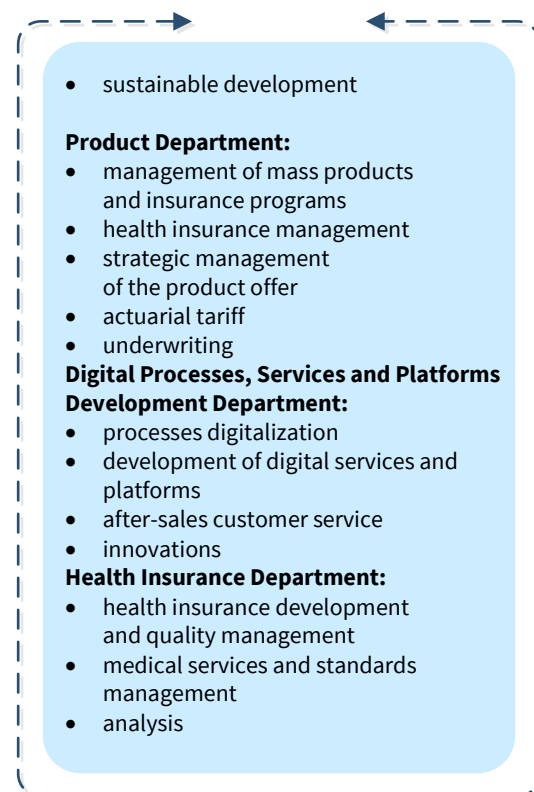 • sustainable development
Product Department:
• management of mass products
and insurance programs
• health insurance management
• strategic management
of the product offer
• actuarial tariff
• underwriting
Digital Processes, Services and Platforms
Development Department:
• processes digitalization
• development of digital services and
platforms
• after-sales customer service
• innovations
Health Insurance Department:
• health insurance development
and quality management
• medical services and standards
management
• analysis